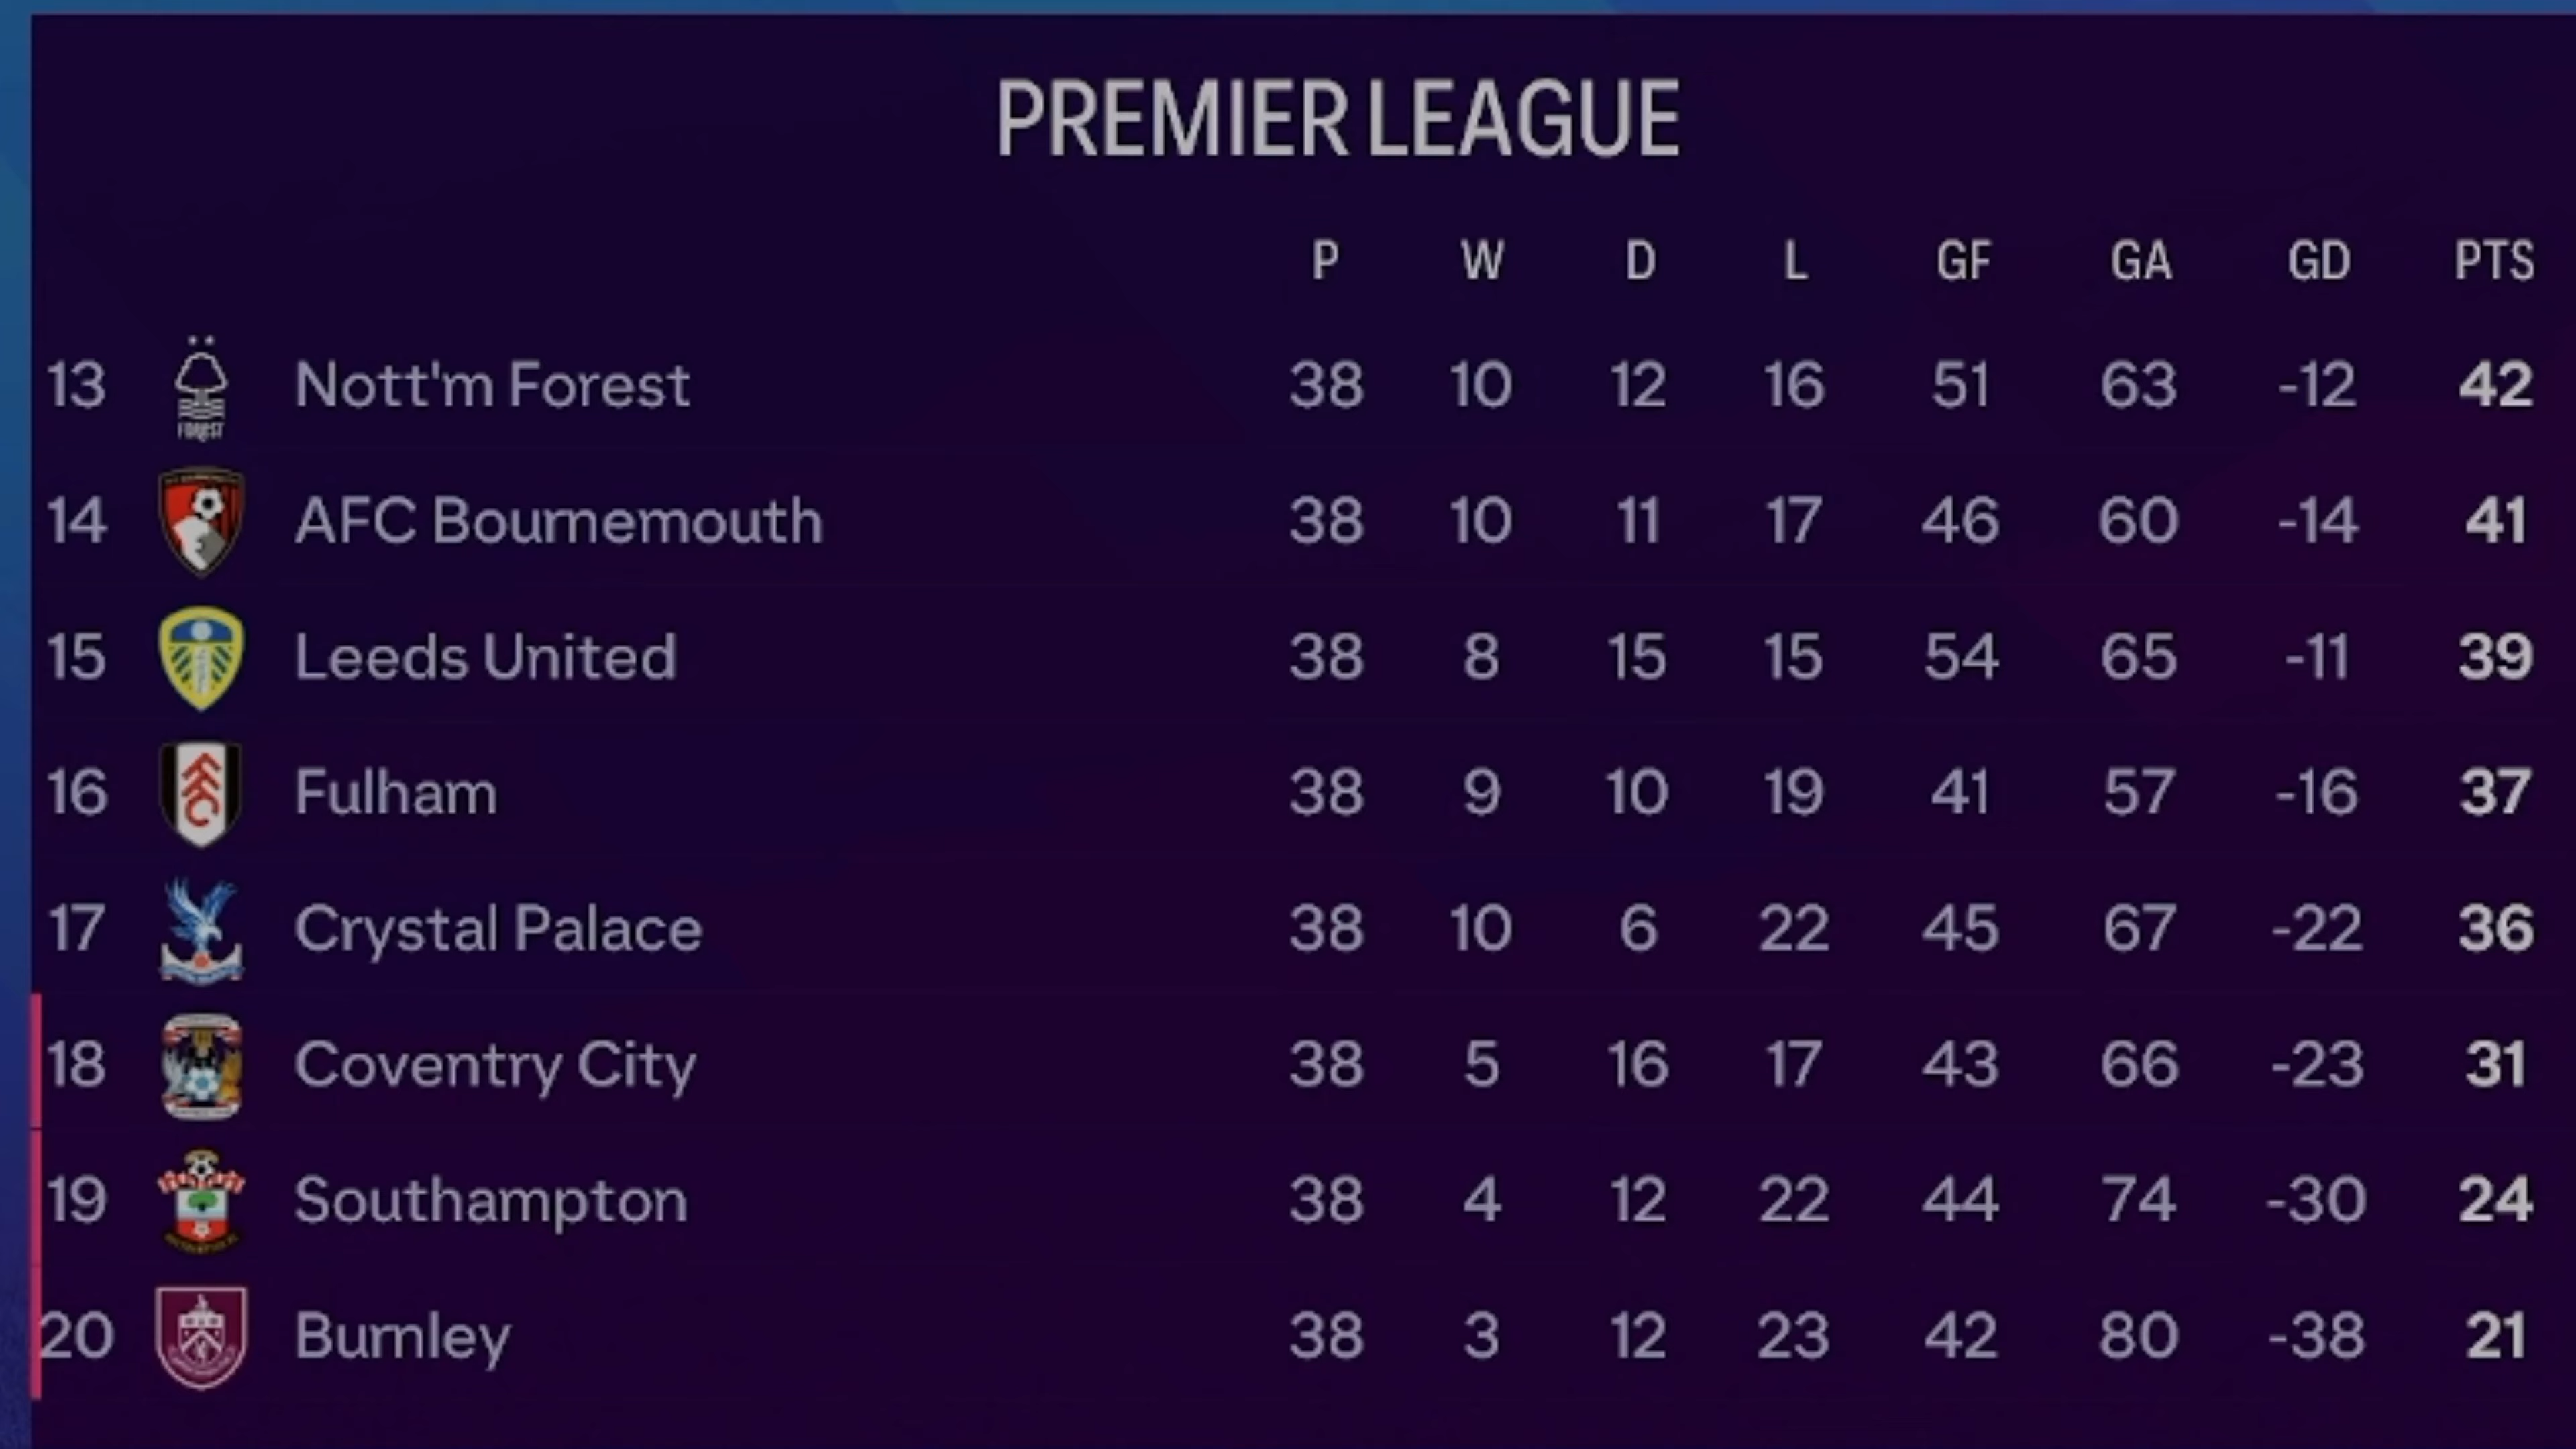 PREMIER LEAGUE
P W D L GF GA GD PTS
13 FOREST Nott'm Forest 38 10 12 16 51 63 -12 42
14 AFC Bournemouth 38 10 11 17 46 60 -14 41
15 Leeds United 38 8 15 15 54 65 -11 39
16 FFC Fulham 38 9 10 19 41 57 -16 37
17 Crystal Palace 38 10 6 22 45 67 -22 36
18 Coventry City 38 5 16 17 43 66 -23 31
19 Southampton 38 4 12 22 44 74 -30 24
20 Burnley 38 3 12 23 42 80 -38 21